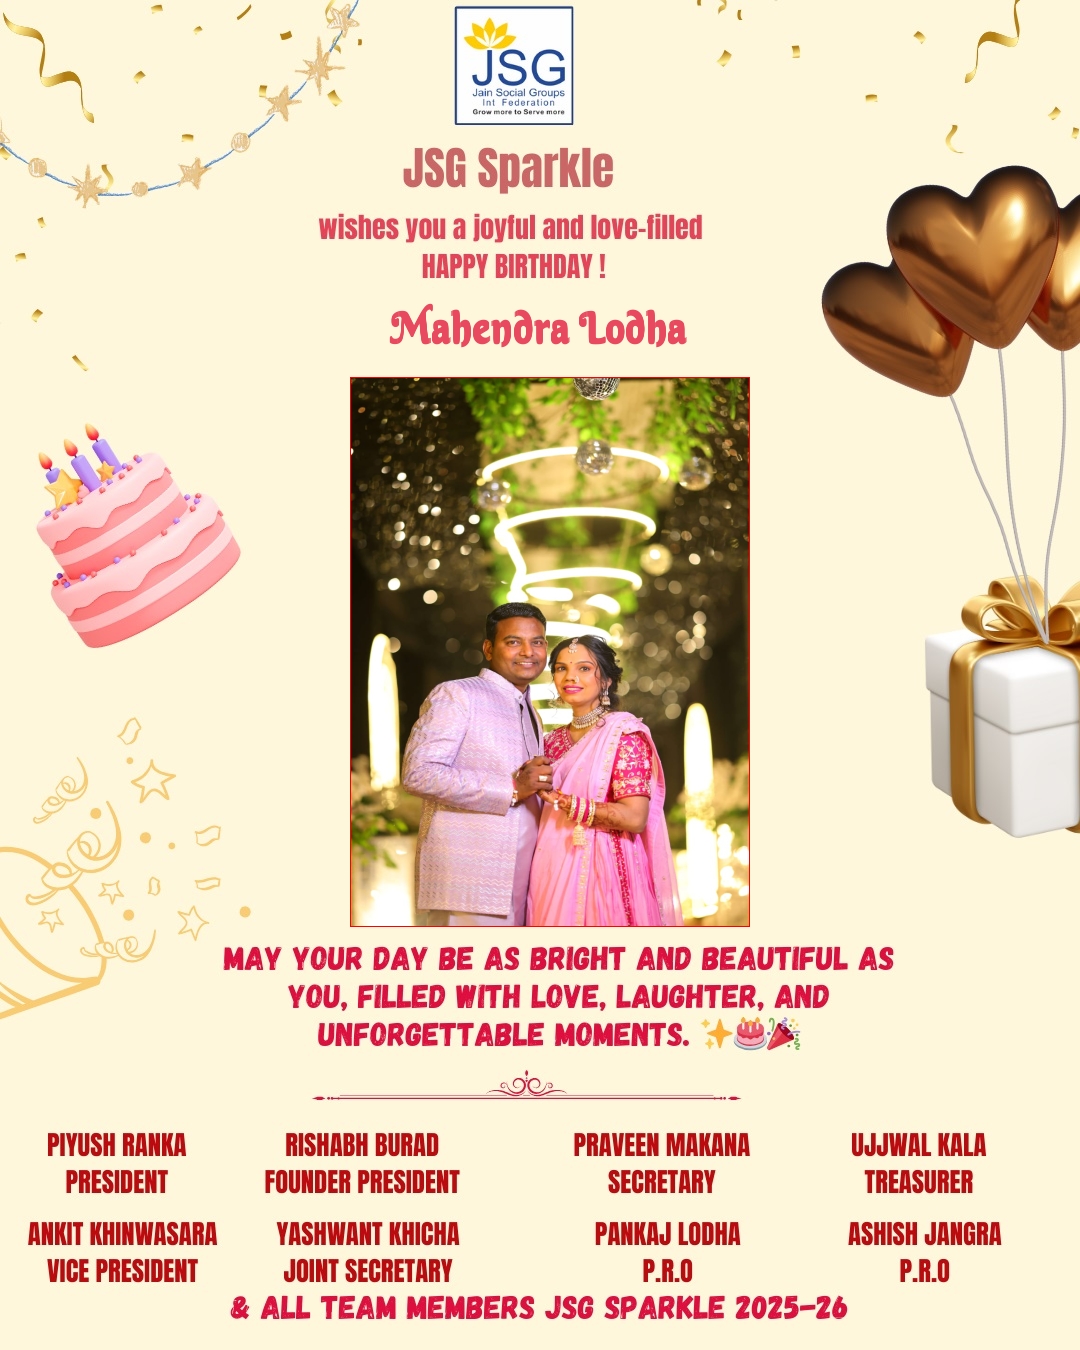 JSG
Jain Social Groups
Int Federation
Grow more to Serve more
JSG Sparkle
wishes you a joyful and love-filled
HAPPY BIRTHDAY !
Mahendra Lodha
MAY YOUR DAY BE AS BRIGHT AND BEAUTIFUL AS
YOU, FILLED WITH LOVE, LAUGHTER, AND
UNFORGETTABLE MOMENTS. ✨🎂🎉
PIYUSH RANKA
PRESIDENT
RISHABH BURAD
FOUNDER PRESIDENT
PRAVEEN MAKANA
SECRETARY
UJJWAL KALA
TREASURER
ANKIT KHINWASARA
VICE PRESIDENT
YASHWANT KHICHA
JOINT SECRETARY
PANKAJ LODHA
P.R.O
ASHISH JANGRA
P.R.O
& ALL TEAM MEMBERS JSG SPARKLE 2025-26